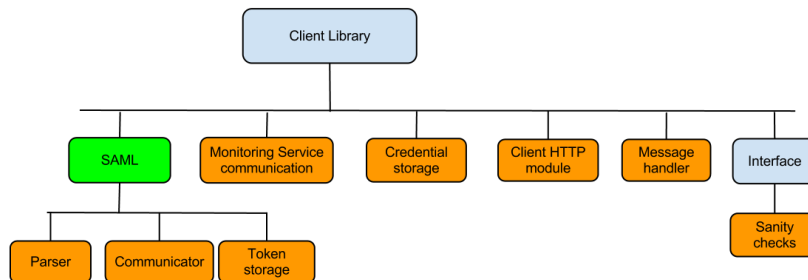 Client Library
SAML
Monitoring Service
communication
Credential
storage
Client HTTP
module
Message
handler
Interface
Parser
Communicator
Token
storage
Sanity
checks